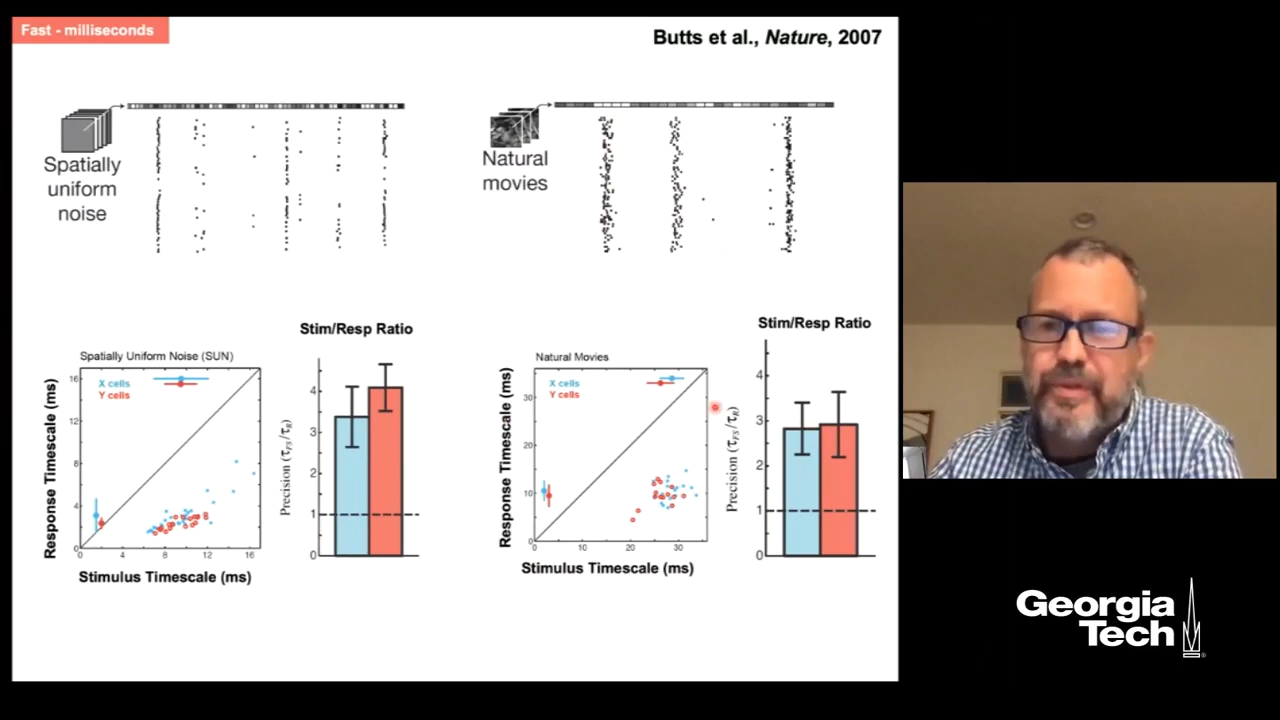 Fast - milliseconds
Butts et al., Nature, 2007
Spatially
uniform
noise
Natural
movies
Stim/Resp Ratio
Spatially Uniform Noise (SUN)
X cells
Y cells
Response Timescale (ms)
16
12
8
4
0
0 4 8 12 16
Stimulus Timescale (ms)
Precision (τFS/τR)
4
3
2
1
0
Stim/Resp Ratio
Natural Movies
X cells
Y cells
Response Timescale (ms)
30
20
10
0
0 10 20 30
Stimulus Timescale (ms)
Precision (τFS/τR)
4
3
2
1
0
Georgia
Tech